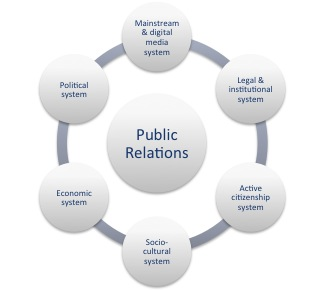 Mainstream
& digital
media
system
Political
system
Legal &
institutional
system
Public
Relations
Economic
system
Active
citizenship
system
Socio-
cultural
system